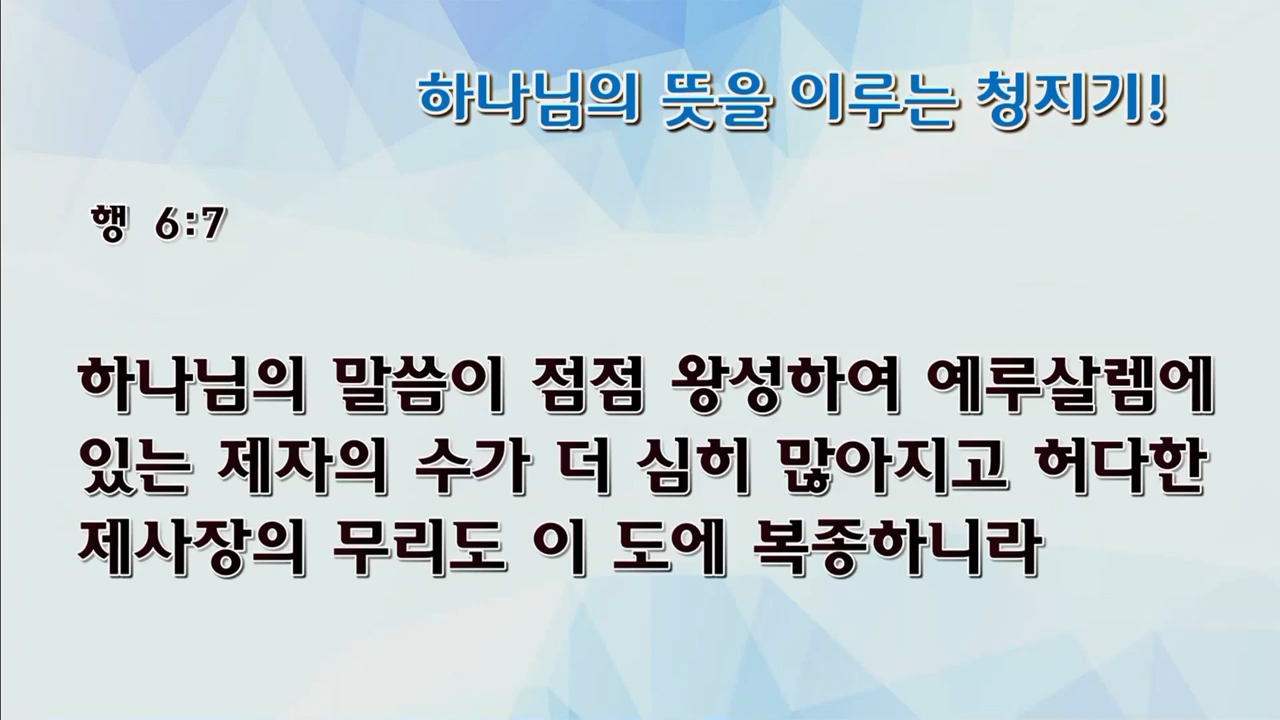 하나님의 뜻을 이루는 청지기!
행 6:7
하나님의 말씀이 점점 왕성하여 예루살렘에
있는 제자의 수가 더 심히 많아지고 허다한
제사장의 무리도 이 도에 복종하니라